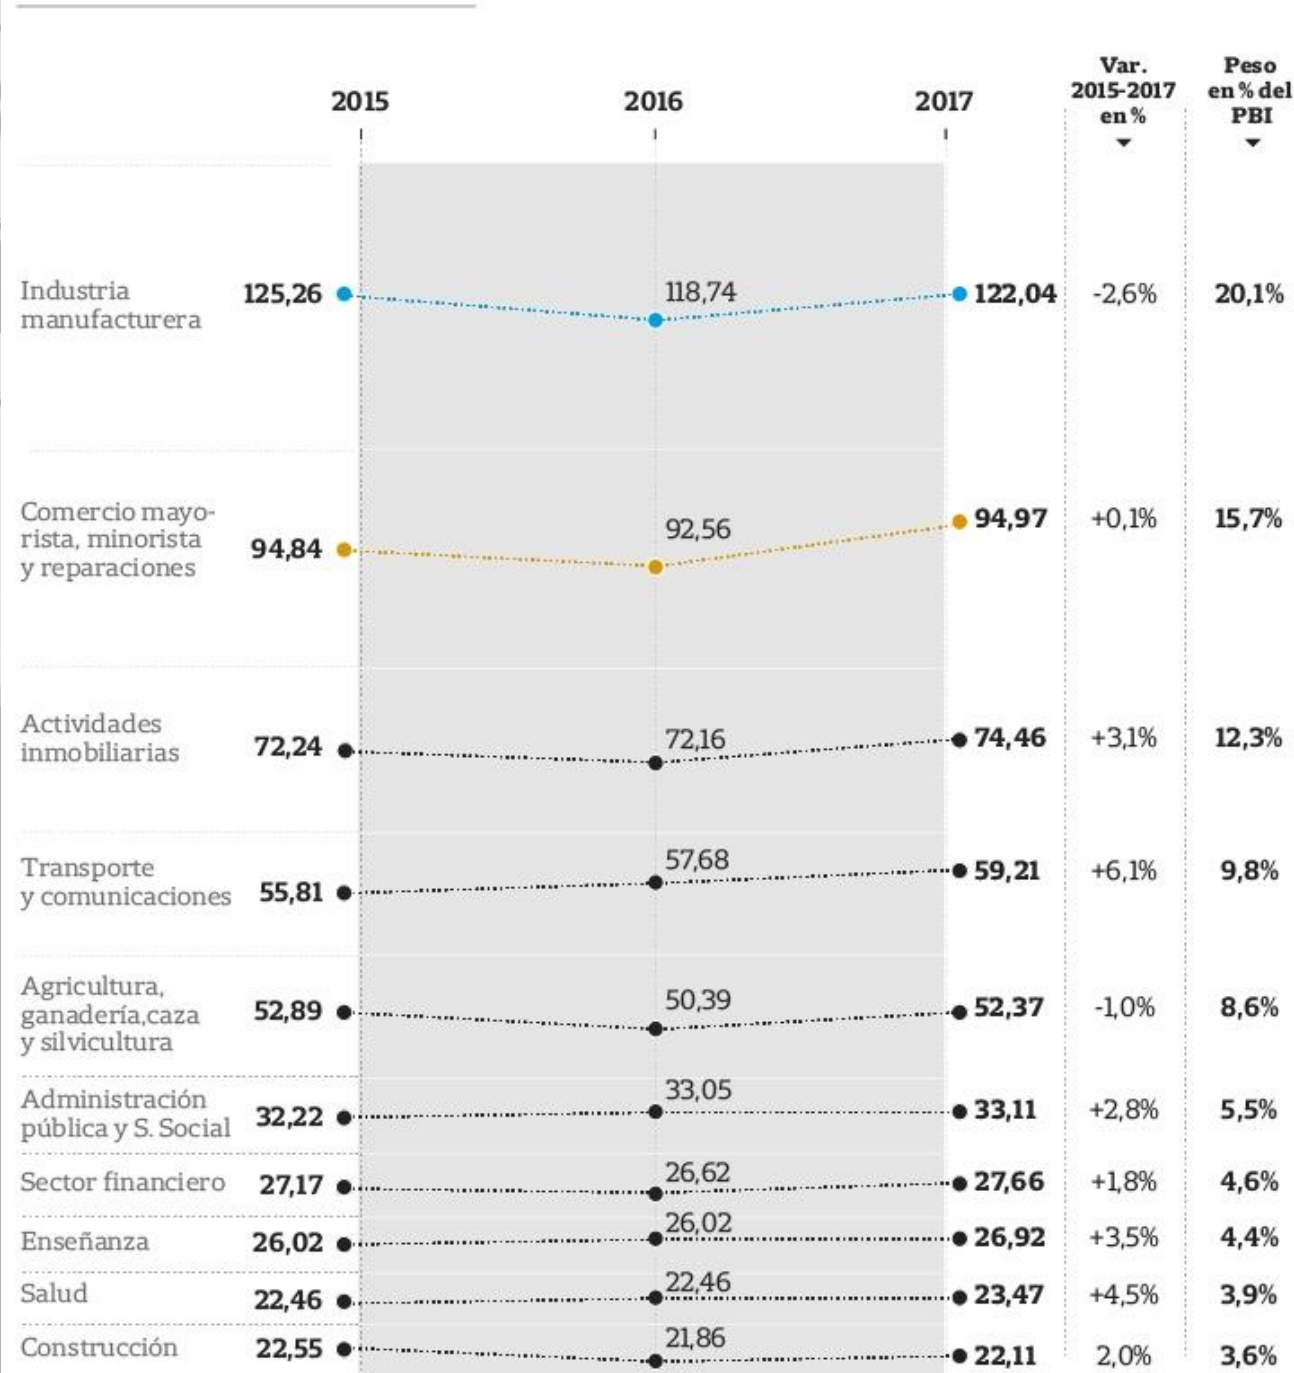 2015
2016
2017
Var.
2015-2017
en %
Peso
en % del
PBI
Industria
manufacturera
125,26
118,74
122,04
-2,6%
20,1%
Comercio mayo-
rista, minorista
y reparaciones
94,84
92,56
94,97
+0,1%
15,7%
Actividades
inmobiliarias
72,24
72,16
74,46
+3,1%
12,3%
Transporte
y comunicaciones
55,81
57,68
59,21
+6,1%
9,8%
Agricultura,
ganadería,caza
y silvicultura
52,89
50,39
52,37
-1,0%
8,6%
Administración
pública y S. Social
32,22
33,05
33,11
+2,8%
5,5%
Sector financiero
27,17
26,62
27,66
+1,8%
4,6%
Enseñanza
26,02
26,02
26,92
+3,5%
4,4%
Salud
22,46
22,46
23,47
+4,5%
3,9%
Construcción
22,55
21,86
22,11
2,0%
3,6%